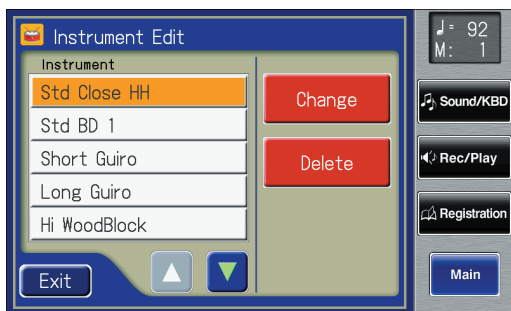 Instrument Edit
Instrument
Std Close HH
Std BD 1
Short Guiro
Long Guiro
Hi WoodBlock
Change
Delete
Exit
♩= 92
M: 1
Sound/KBD
Rec/Play
Registration
Main